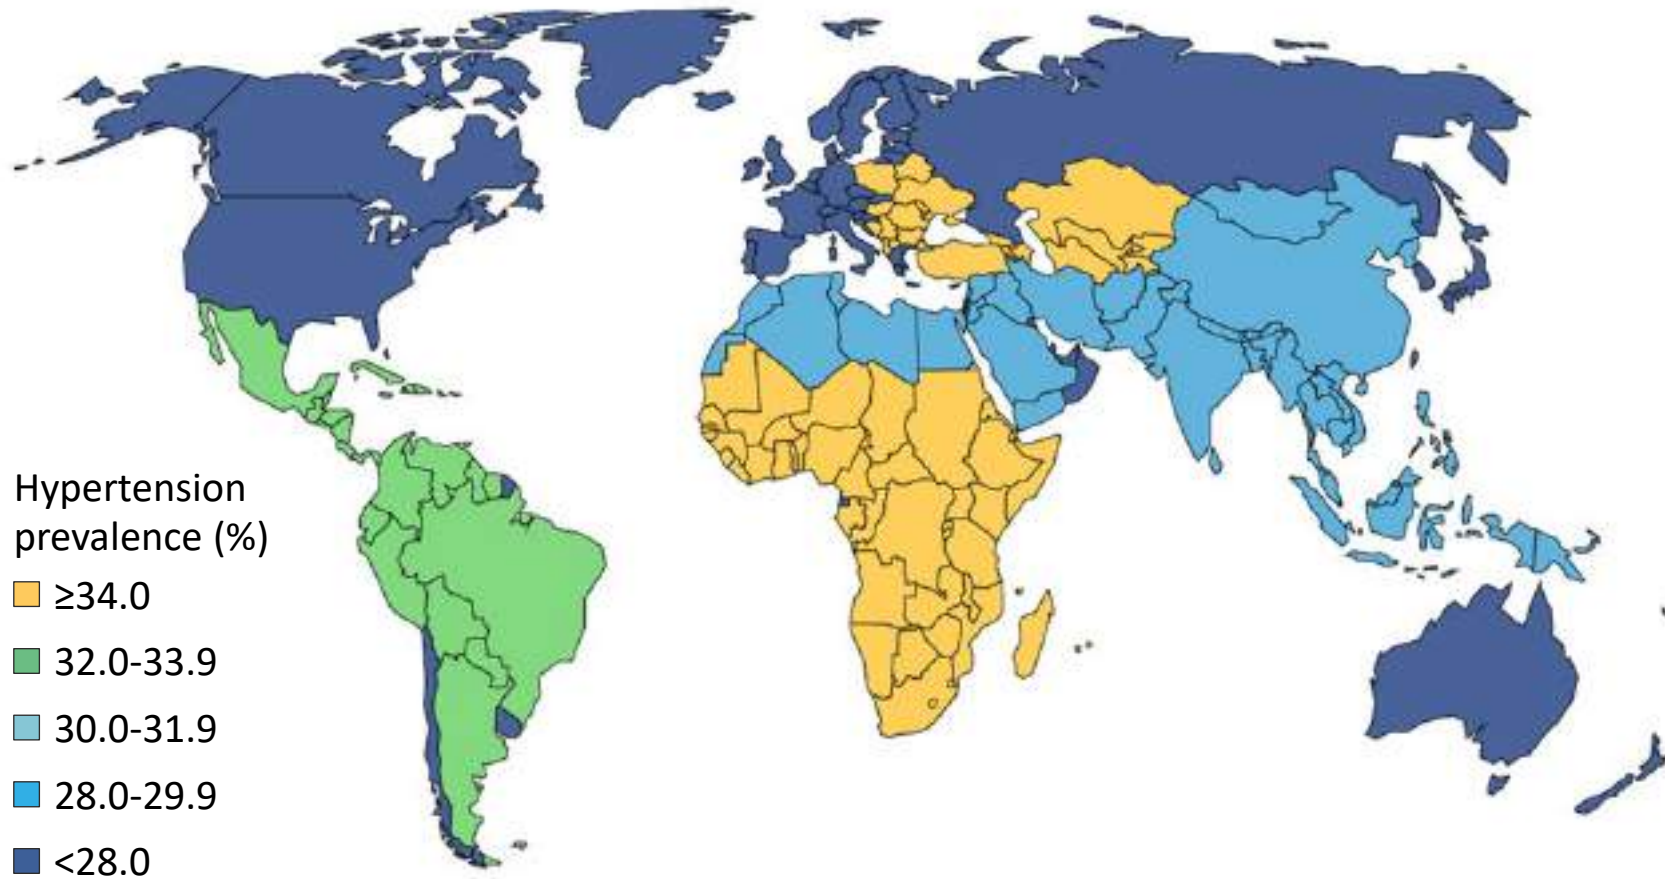 Hypertension
prevalence (%)
≥34.0
32.0-33.9
30.0-31.9
28.0-29.9
<28.0